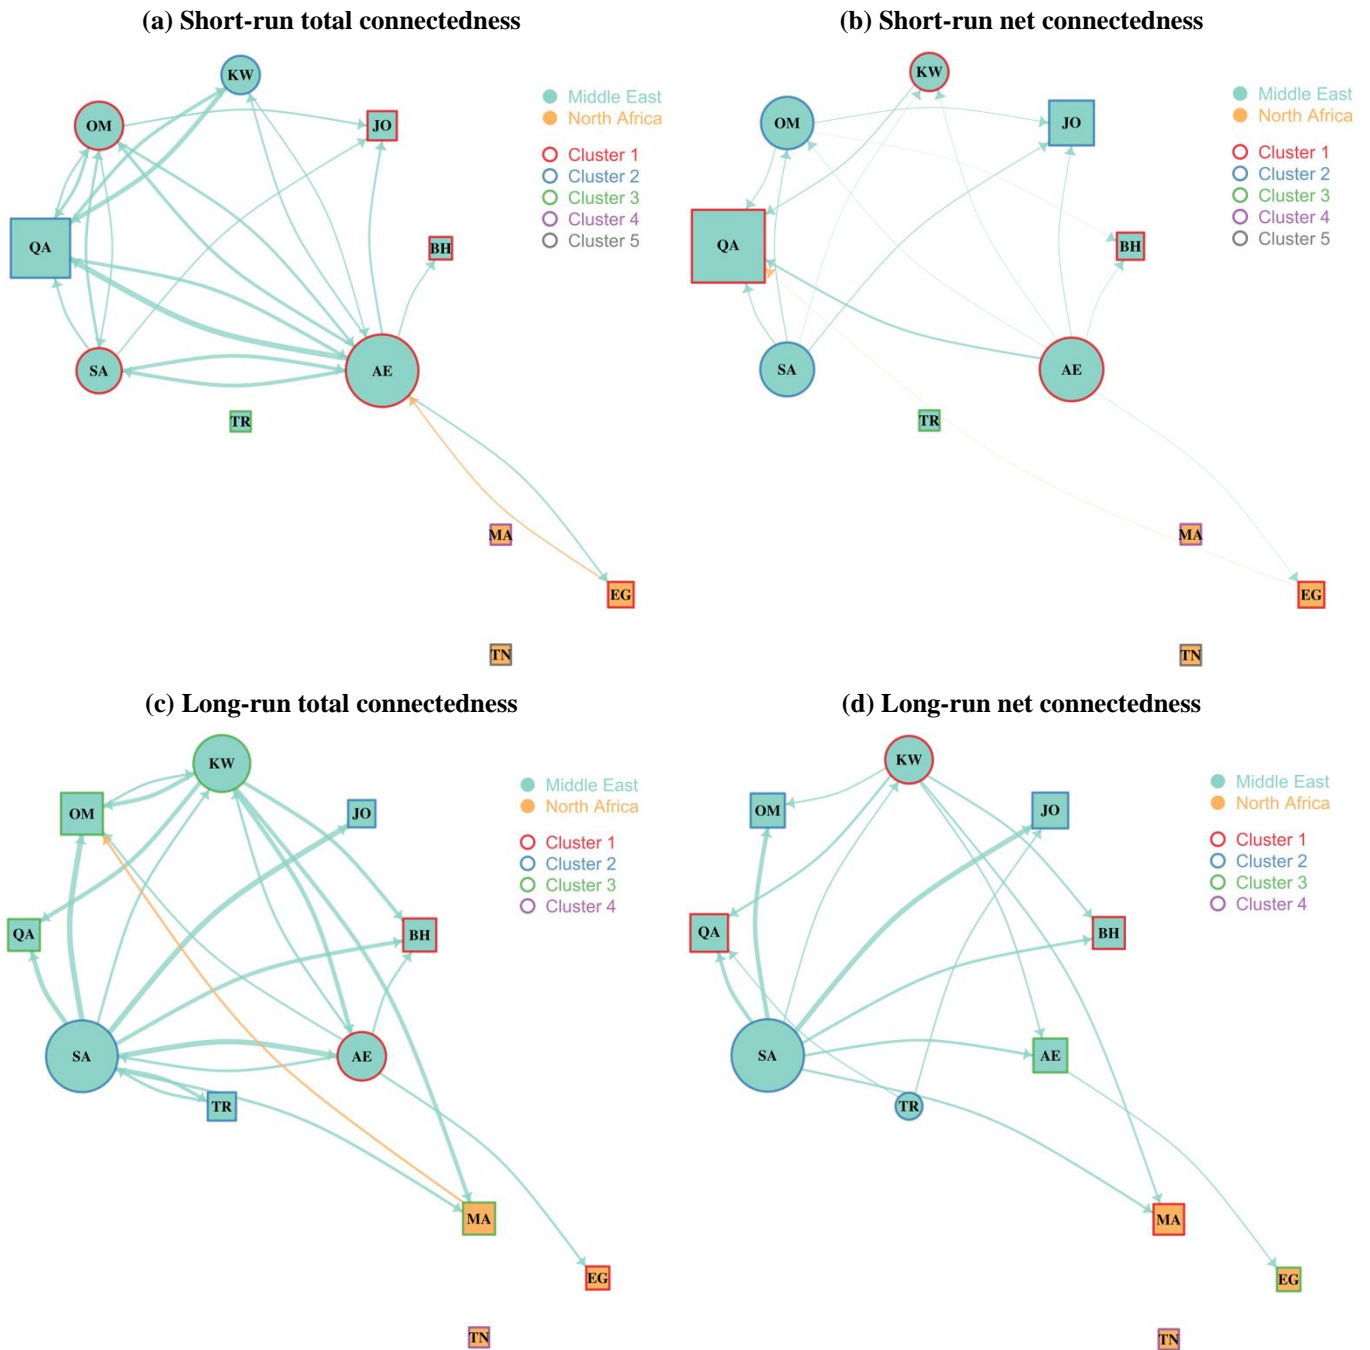 (a) Short-run total connectedness
KW
OM
JO
QA
BH
SA
AE
TR
MA
EG
TN
Middle East
North Africa
Cluster 1
Cluster 2
Cluster 3
Cluster 4
Cluster 5
(b) Short-run net connectedness
KW
OM
JO
QA
BH
SA
AE
TR
MA
EG
TN
Middle East
North Africa
Cluster 1
Cluster 2
Cluster 3
Cluster 4
Cluster 5
(c) Long-run total connectedness
KW
OM
JO
QA
BH
SA
AE
TR
MA
EG
TN
Middle East
North Africa
Cluster 1
Cluster 2
Cluster 3
Cluster 4
(d) Long-run net connectedness
KW
OM
JO
QA
BH
SA
AE
TR
MA
EG
TN
Middle East
North Africa
Cluster 1
Cluster 2
Cluster 3
Cluster 4